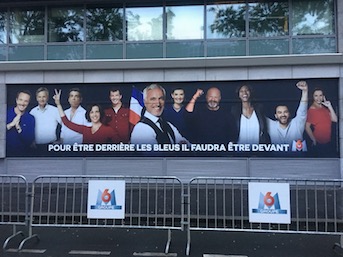 POUR ÊTRE DERRIÈRE LES BLEUS IL FAUDRA ÊTRE DEVANT M6
M6
GROUPE
M6
GROUPE